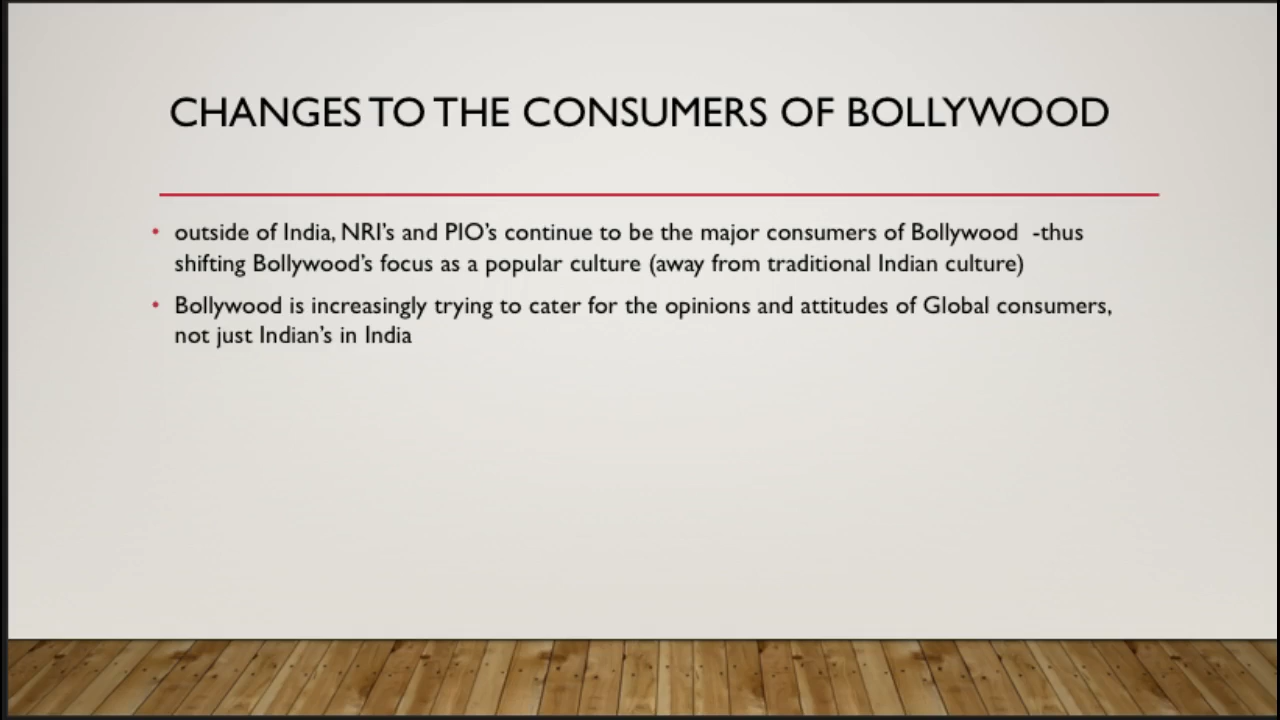 CHANGES TO THE CONSUMERS OF BOLLYWOOD
• outside of India, NRI's and PIO's continue to be the major consumers of Bollywood  -thus
shifting Bollywood's focus as a popular culture (away from traditional Indian culture)
• Bollywood is increasingly trying to cater for the opinions and attitudes of Global consumers,
not just Indian's in India